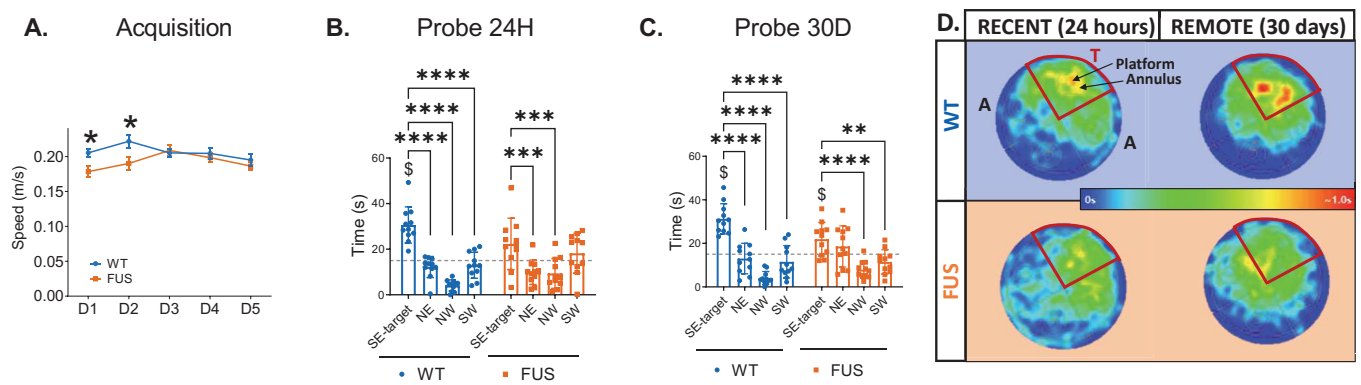 A.
Acquisition
* *
Speed (m/s)
0.20
0.15
0.10
0.05
0.00
WT
FUS
D1 D2 D3 D4 D5
B.
Probe 24H
****
****
****
***
***
$
Time (s)
60
40
20
0
SE-target NE NW SW SE-target NE NW SW
WT FUS
C.
Probe 30D
****
****
****
**
****
$ $
Time (s)
60
40
20
0
SE-target NE NW SW SE-target NE NW SW
WT FUS
D.
RECENT (24 hours) REMOTE (30 days)
WT
T
Platform
Annulus
A
A
0s ~1.0s
FUS